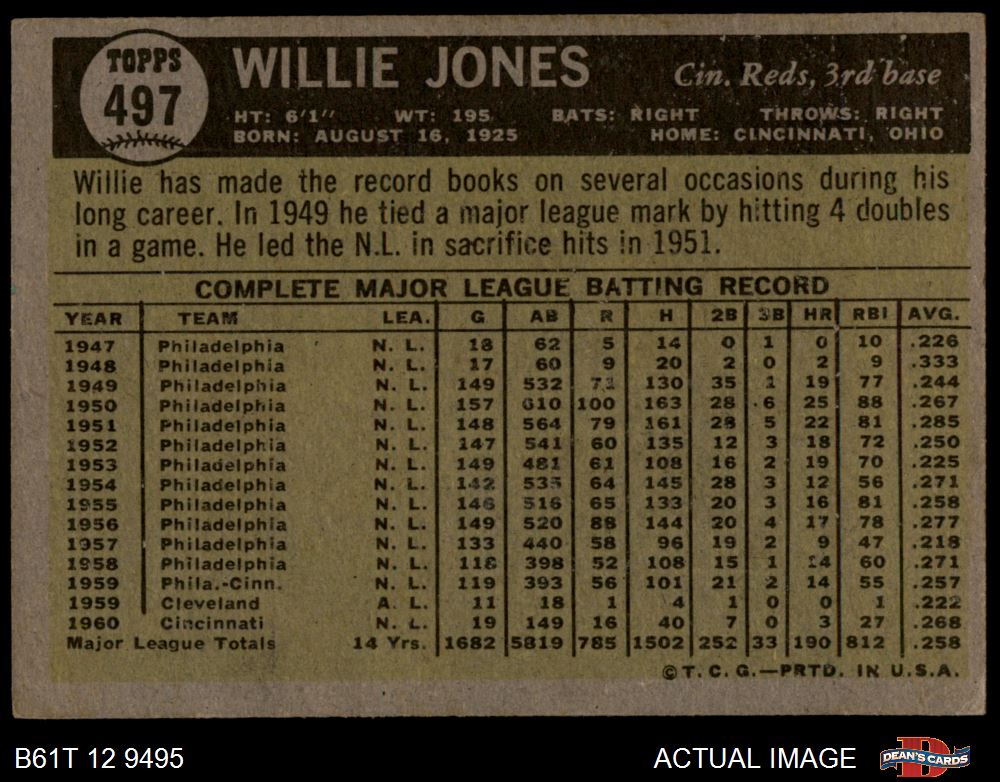 TOPPS
497
WILLIE JONES
Cin. Reds, 3rd base
HT: 6'1" WT: 195 BATS: RIGHT THROWS: RIGHT
BORN: AUGUST 16, 1925 HOME: CINCINNATI, OHIO
Willie has made the record books on several occasions during his
long career. In 1949 he tied a major league mark by hitting 4 doubles
in a game. He led the N.L. in sacrifice hits in 1951.
COMPLETE MAJOR LEAGUE BATTING RECORD
YEAR TEAM LEA. G AB R H 2B 3B HR RBI AVG.
1947 Philadelphia N. L. 18 62 5 14 0 1 0 10 .226
1948 Philadelphia N. L. 17 60 9 20 2 0 2 9 .333
1949 Philadelphia N. L. 149 532 71 130 35 1 19 77 .244
1950 Philadelphia N. L. 157 610 100 163 28 6 25 88 .267
1951 Philadelphia N. L. 148 564 79 161 28 5 22 81 .285
1952 Philadelphia N. L. 147 541 60 135 12 3 18 72 .250
1953 Philadelphia N. L. 149 481 61 108 16 2 19 70 .225
1954 Philadelphia N. L. 142 535 64 145 28 3 12 56 .271
1955 Philadelphia N. L. 146 516 65 133 20 3 16 81 .258
1956 Philadelphia N. L. 149 520 88 144 20 4 17 78 .277
1957 Philadelphia N. L. 133 440 58 96 19 2 9 47 .218
1958 Philadelphia N. L. 118 398 52 108 15 1 14 60 .271
1959 Phila.-Cinn. N. L. 119 393 56 101 21 2 14 55 .257
1959 Cleveland A. L. 11 18 1 4 1 0 0 1 .222
1960 Cincinnati N. L. 19 149 16 40 7 0 3 27 .268
Major League Totals 14 Yrs. 1682 5819 785 1502 252 33 190 812 .258
©T. C. G.—PRTD. IN U.S.A.
B61T 12 9495
ACTUAL IMAGE
DEAN'S CARDS